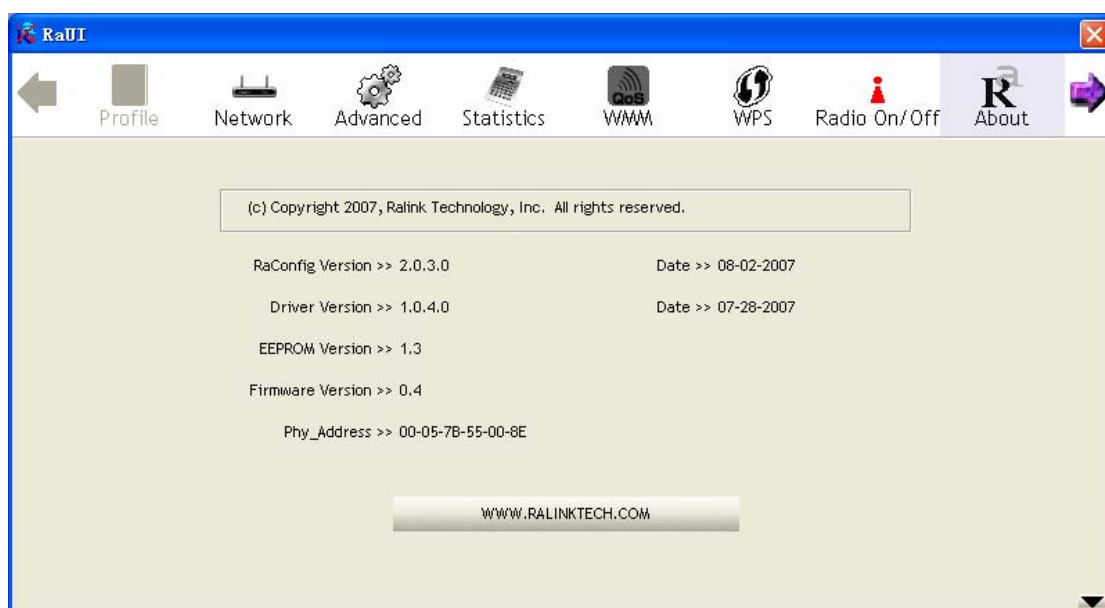 RaUI
Profile Network Advanced Statistics QoS WMM WPS Radio On/Off Ra About
(c) Copyright 2007, Ralink Technology, Inc. All rights reserved.
RaConfig Version >> 2.0.3.0 Date >> 08-02-2007
Driver Version >> 1.0.4.0 Date >> 07-28-2007
EEPROM Version >> 1.3
Firmware Version >> 0.4
Phy_Address >> 00-05-7B-55-00-8E
WWW.RALINKTECH.COM